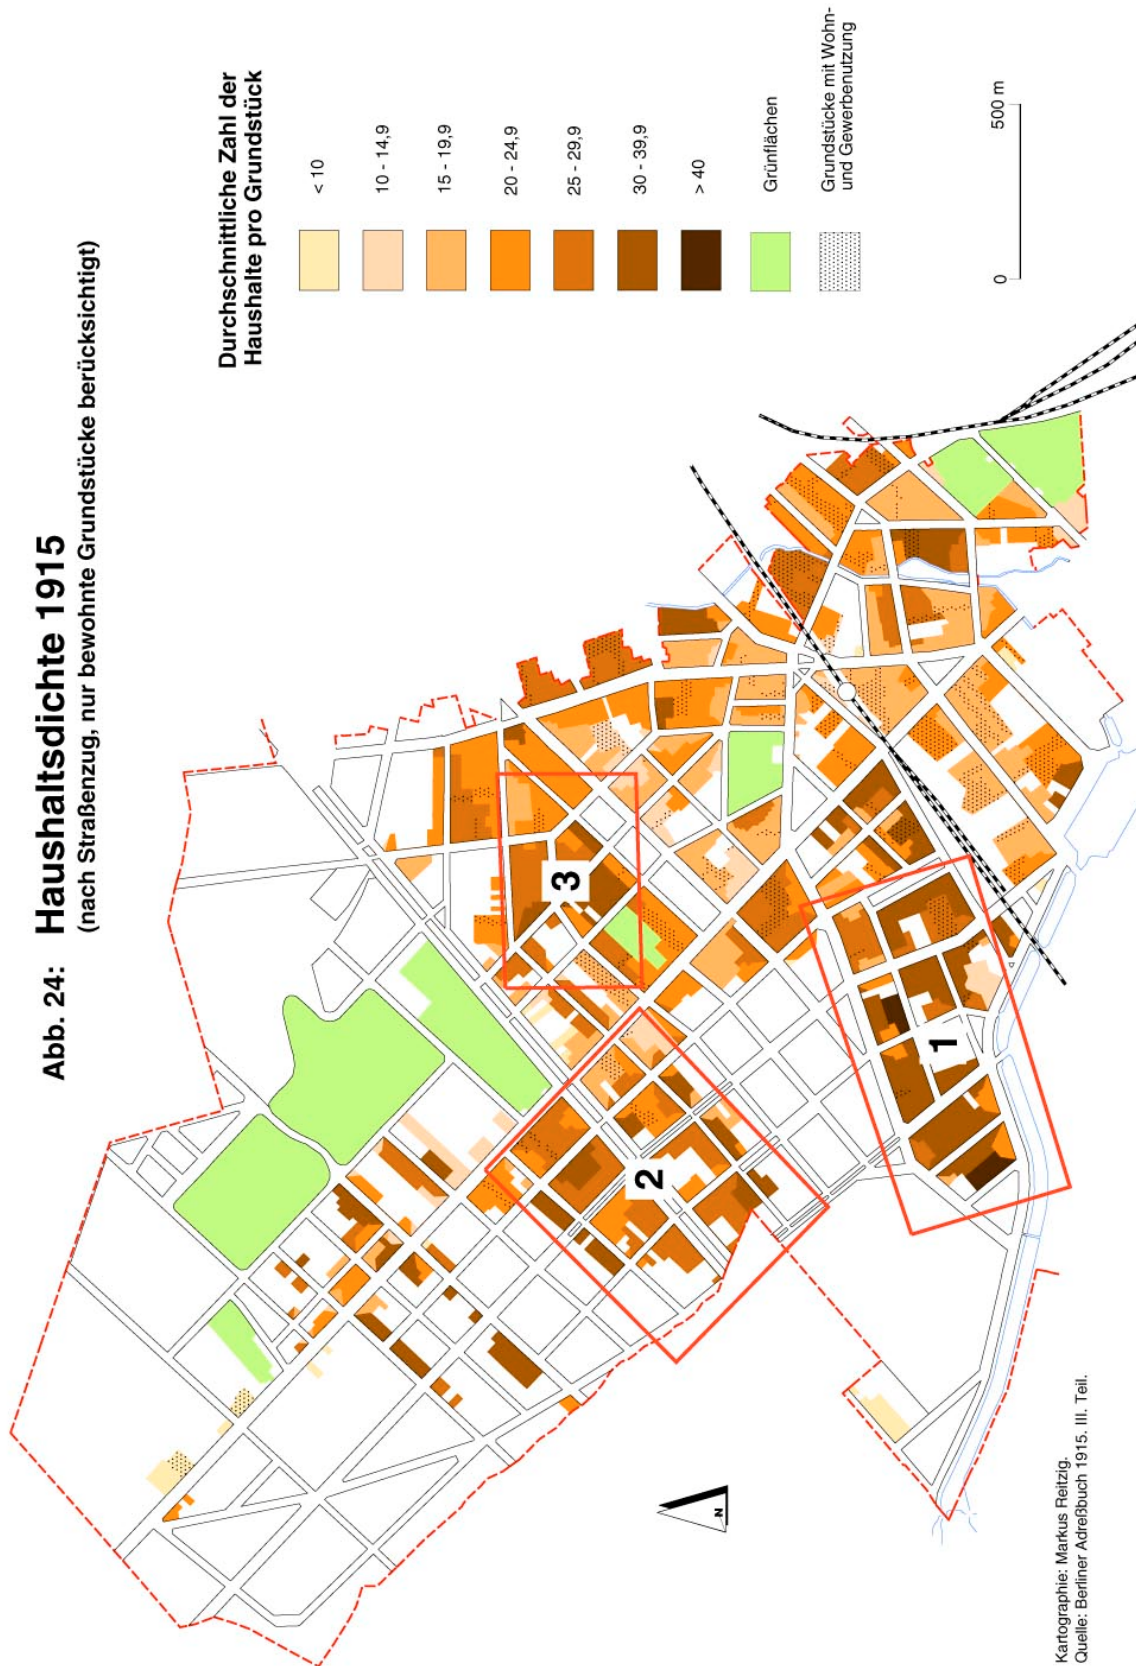 Abb. 24: Haushaltsdichte 1915
(nach Straßenzug, nur bewohnte Grundstücke berücksichtigt)
Durchschnittliche Zahl der
Haushalte pro Grundstück
< 10
10 - 14,9
15 - 19,9
20 - 24,9
25 - 29,9
30 - 39,9
> 40
Grünflächen
Grundstücke mit Wohn-
und Gewerbenutzung
0 500 m
3
2
1
N
Kartographie: Markus Reitzig.
Quelle: Berliner Adreßbuch 1915. III. Teil.